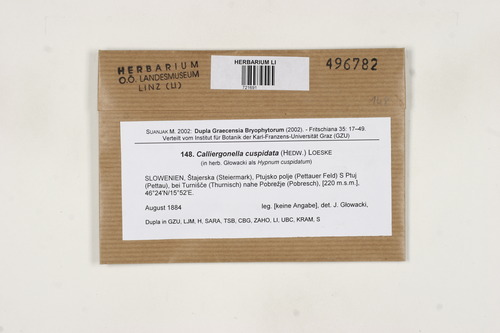 HERBARIUM
O.Ö. LANDESMUSEUM
LINZ (LI)
HERBARIUM LI
721691
496782
SUANJAK M. 2002: Dupla Graecensia Bryophytorum (2002). - Fritschiana 35: 17–49.
Verteilt vom Institut für Botanik der Karl-Franzens-Universität Graz (GZU)
148. Calliergonella cuspidata (HEDW.) LOESKE
(in herb. Glowacki als Hypnum cuspidatum)
SLOWENIEN, Štajerska (Steiermark), Ptujsko polje (Pettauer Feld) S Ptuj
(Pettau), bei Turnišče (Thurnisch) nahe Pobrežje (Pobresch), [220 m.s.m.],
46°24'N/15°52'E.
August 1884 leg. [keine Angabe], det. J. Glowacki,
Dupla in GZU, LJM, H, SARA, TSB, CBG, ZAHO, LI, UBC, KRAM, S